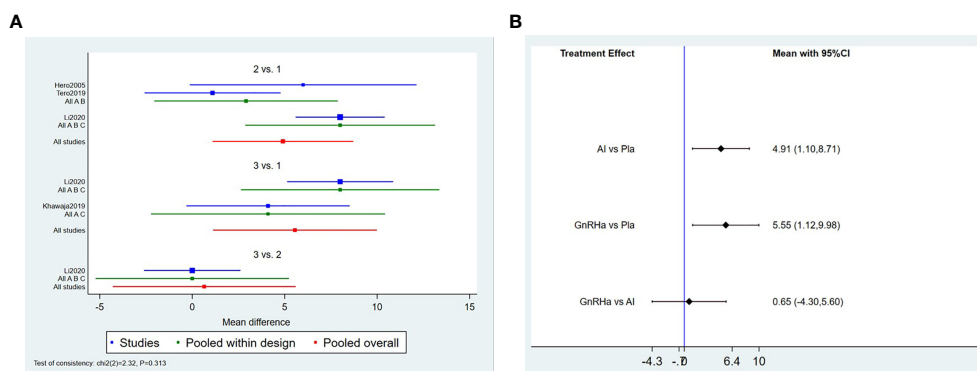 A
2 vs. 1
Hero2005
Tero2019
All A B
Li2020
All A B C
All studies
3 vs. 1
Li2020
All A B C
Khawaja2019
All A C
All studies
3 vs. 2
Li2020
All A B C
All studies
-5 0 5 10 15
Mean difference
Studies Pooled within design Pooled overall
Test of consistency: chi2(2)=2.32, P=0.313
B
Treatment Effect Mean with 95%CI
AI vs Pla 4.91 (1.10,8.71)
GnRHa vs Pla 5.55 (1.12,9.98)
GnRHa vs AI 0.65 (-4.30,5.60)
-4.3 0 6.4 10